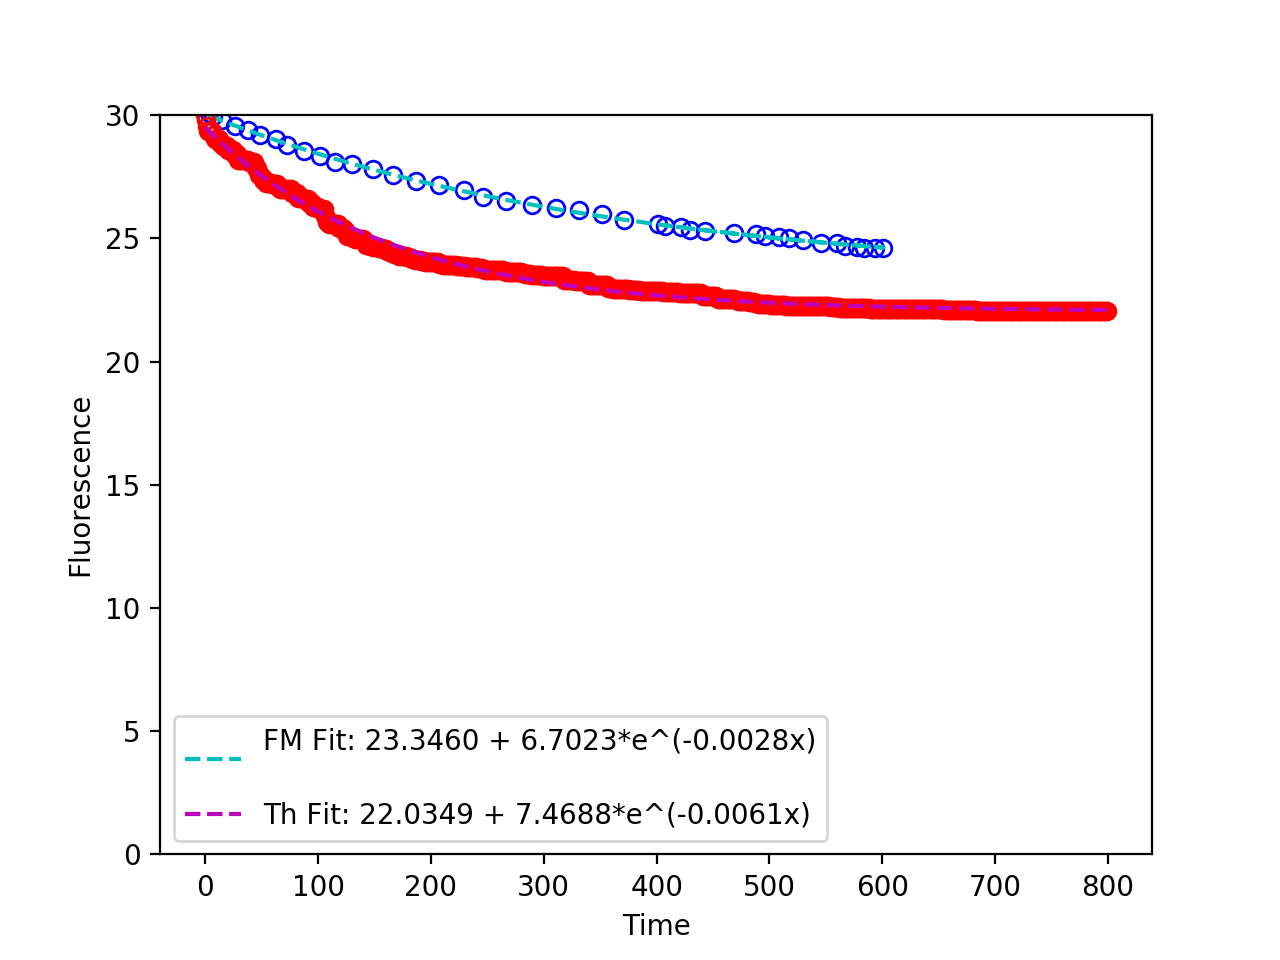 30
25
20
15
10
5
0
Fluorescence
FM Fit: 23.3460 + 6.7023*e^(-0.0028x)
Th Fit: 22.0349 + 7.4688*e^(-0.0061x)
0 100 200 300 400 500 600 700 800
Time